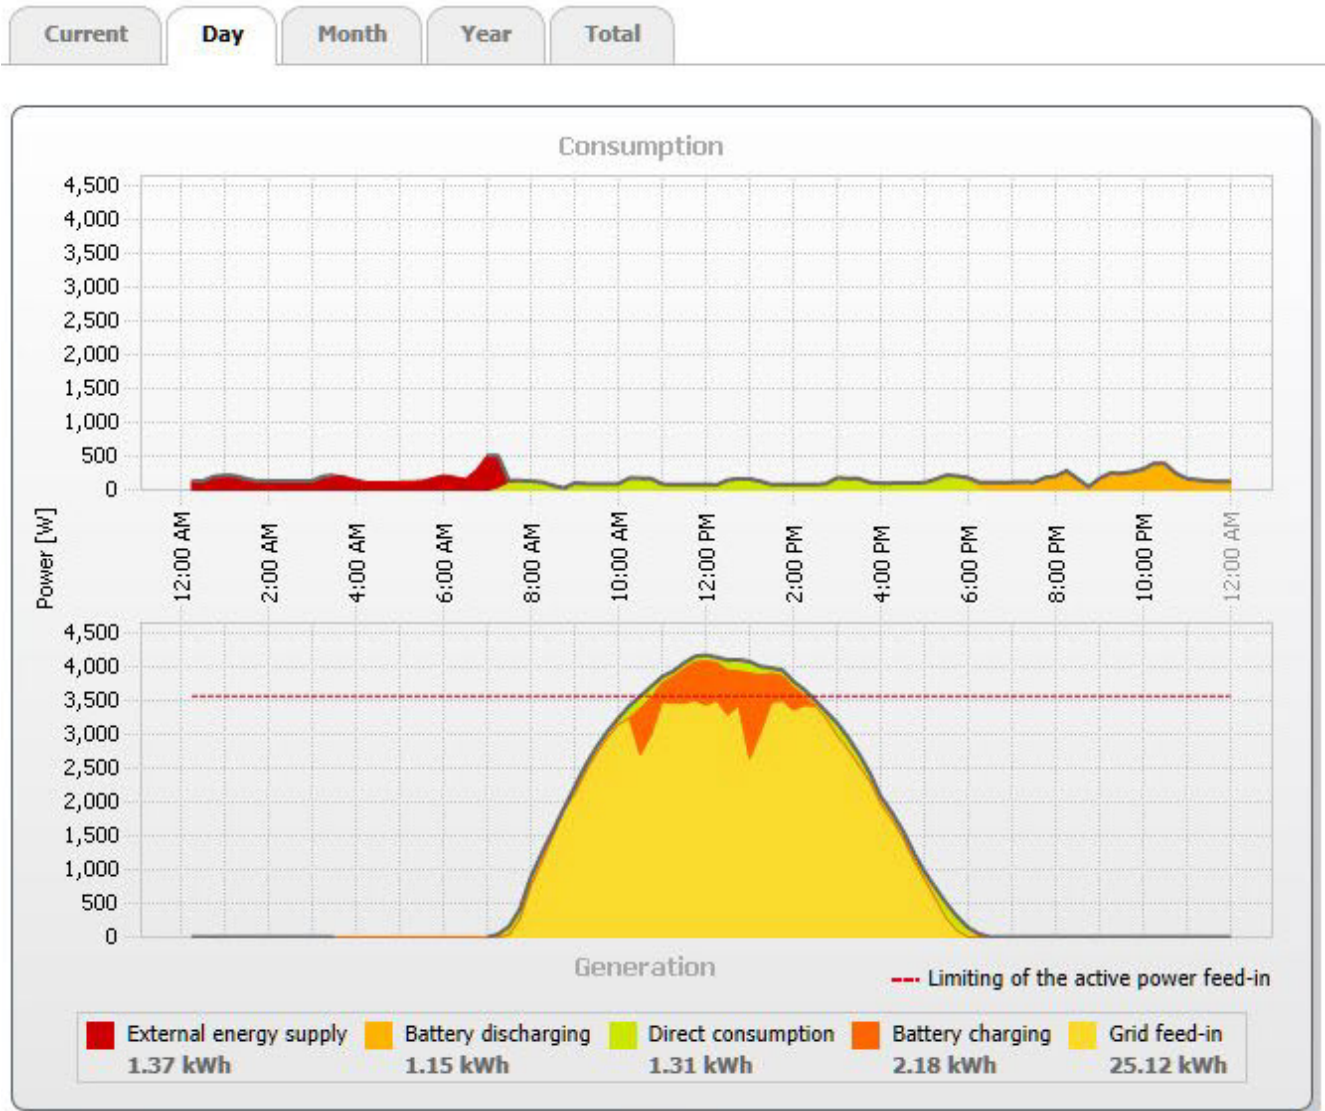 Current Day Month Year Total
Consumption
4,500
4,000
3,500
3,000
2,500
2,000
1,500
1,000
500
0
Power [W]
12:00 AM 2:00 AM 4:00 AM 6:00 AM 8:00 AM 10:00 AM 12:00 PM 2:00 PM 4:00 PM 6:00 PM 8:00 PM 10:00 PM 12:00 AM
4,500
4,000
3,500
3,000
2,500
2,000
1,500
1,000
500
0
Generation
Limiting of the active power feed-in
External energy supply Battery discharging Direct consumption Battery charging Grid feed-in
1.37 kWh 1.15 kWh 1.31 kWh 2.18 kWh 25.12 kWh